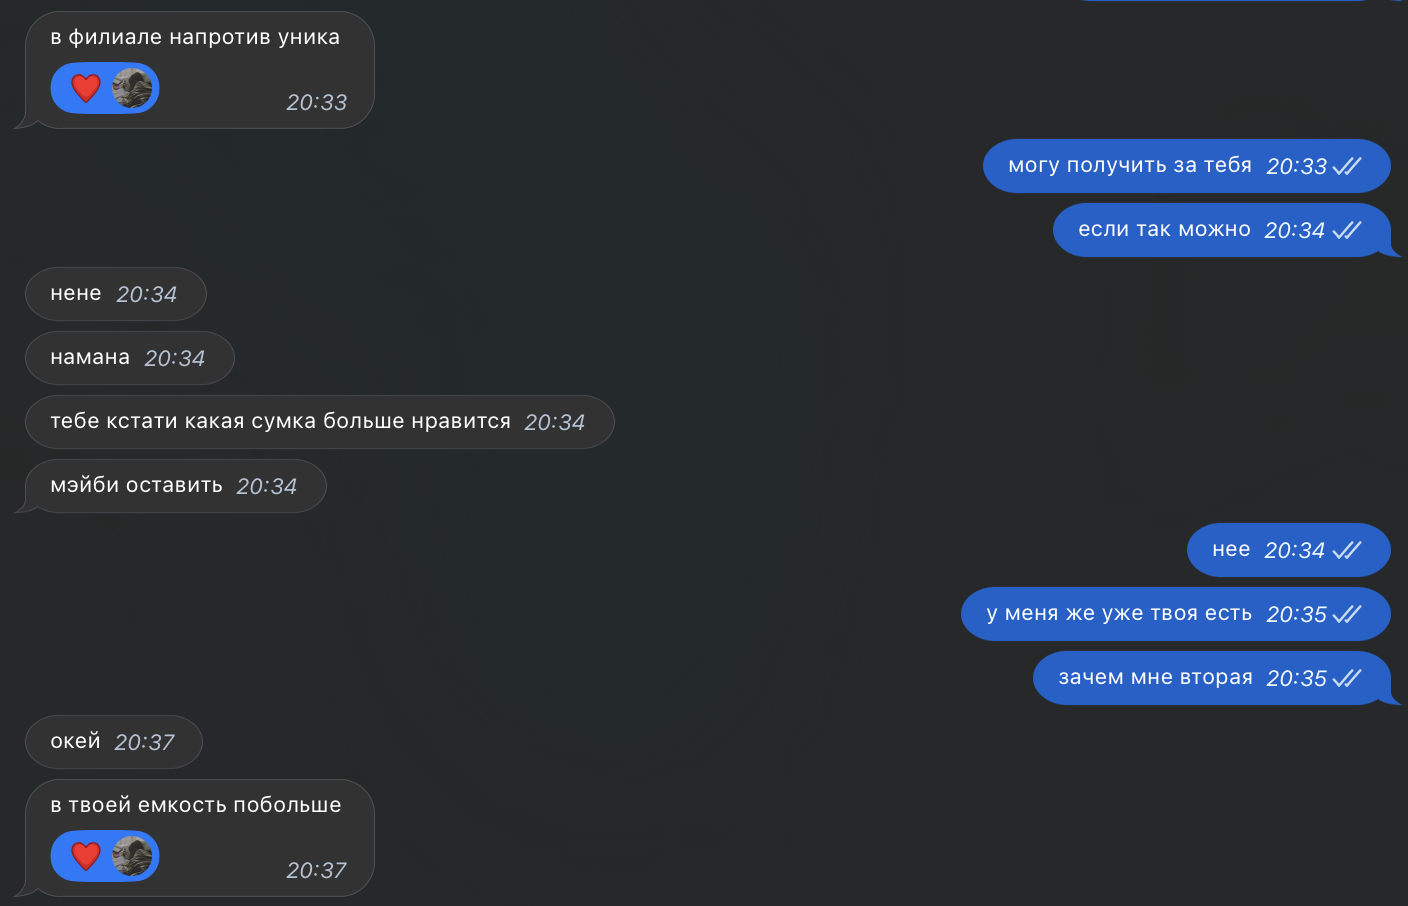 в филиале напротив уника
20:33
могу получить за тебя 20:33
если так можно 20:34
нене 20:34
намана 20:34
тебе кстати какая сумка больше нравится 20:34
мэйби оставить 20:34
нее 20:34
у меня же уже твоя есть 20:35
зачем мне вторая 20:35
окей 20:37
в твоей емкость побольше
20:37